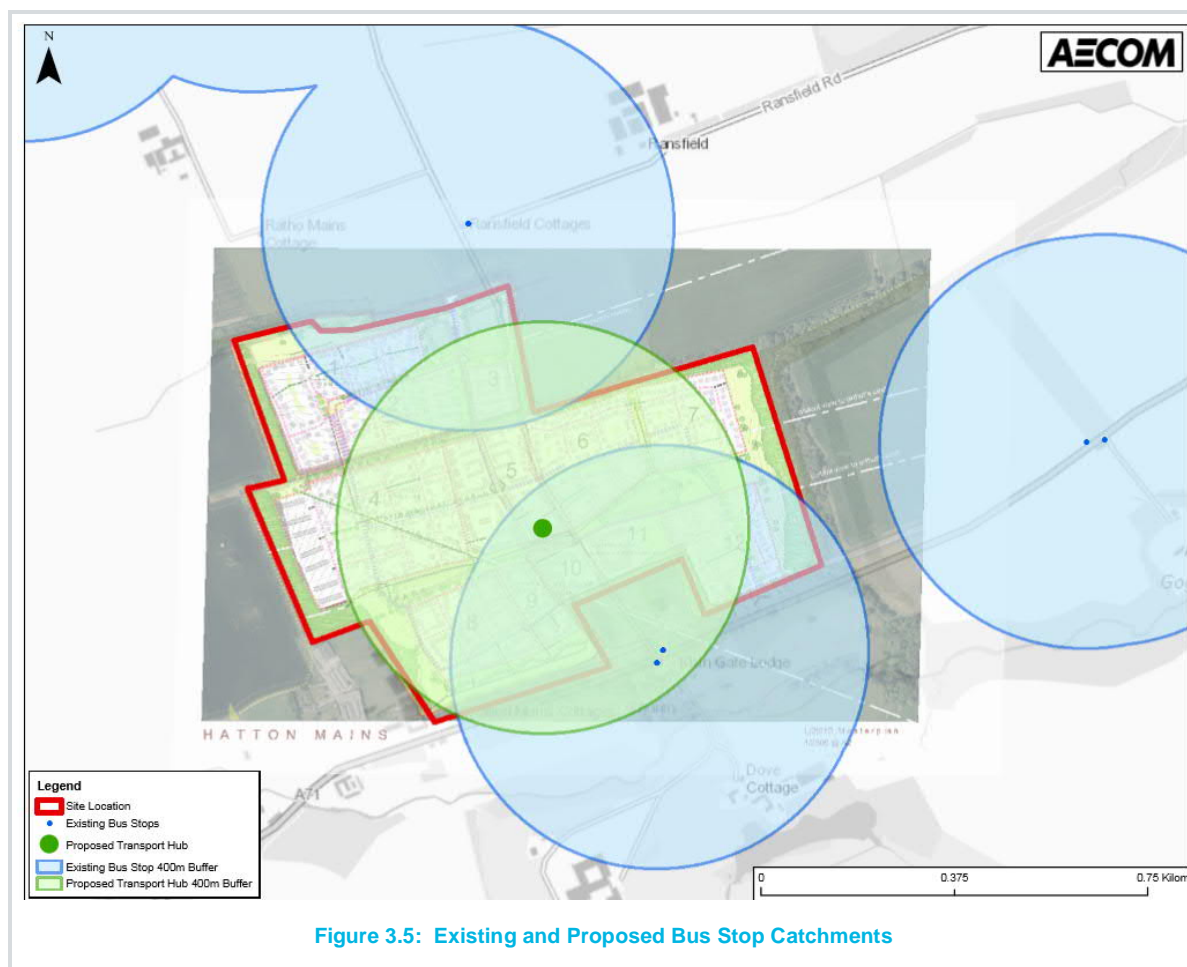 N
AECOM
Ransfield Rd
Ransfield
Ratho Mains
Cottage
Ransfield Cottages
3
7
6
5
4
11
10
9
8
Gate Lodge
HATTON MAINS
Dove
Cottage
A71
Legend
Site Location
Existing Bus Stops
Proposed Transport Hub
Existing Bus Stop 400m Buffer
Proposed Transport Hub 400m Buffer
0
0.375
0.75 Kilom
Figure 3.5: Existing and Proposed Bus Stop Catchments